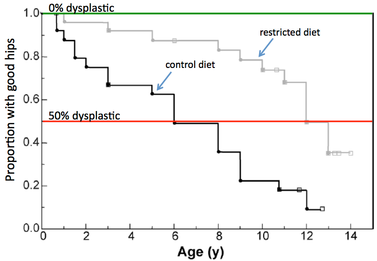 0% dysplastic
restricted diet
control diet
50% dysplastic
Proportion with good hips
1.0
0.8
0.6
0.4
0.2
0.0
0 2 4 6 8 10 12 14
Age (y)